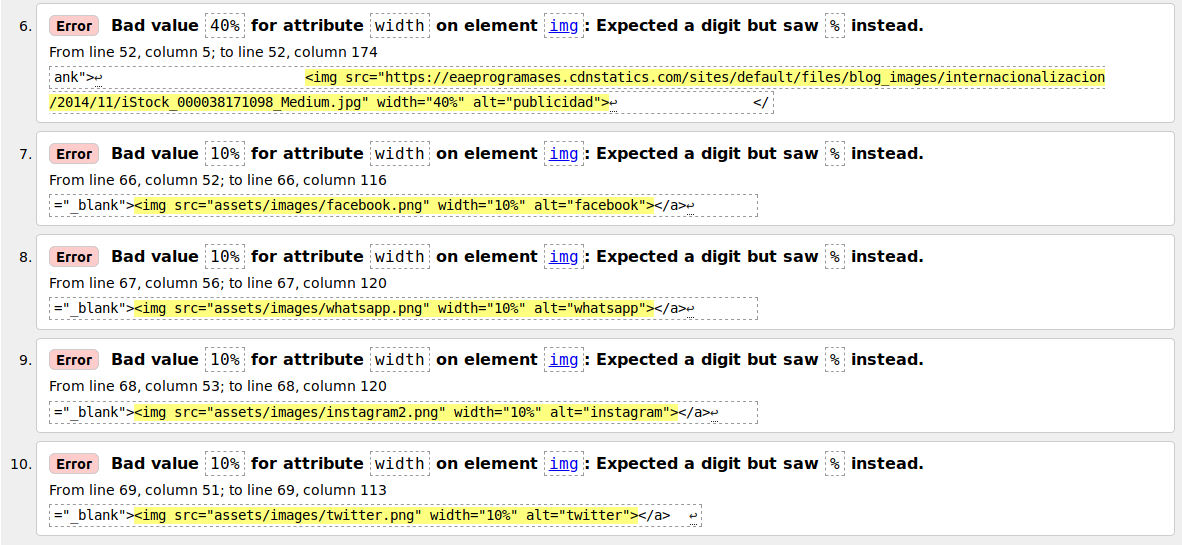 6. Error Bad value 40% for attribute width on element img: Expected a digit but saw % instead.
From line 52, column 5; to line 52, column 174
ank">↩ <img src="https://eaeprogramases.cdnstatics.com/sites/default/files/blog_images/internacionalizacion
/2014/11/iStock_000038171098_Medium.jpg" width="40%" alt="publicidad">↩ </
7. Error Bad value 10% for attribute width on element img: Expected a digit but saw % instead.
From line 66, column 52; to line 66, column 116
="_blank"><img src="assets/images/facebook.png" width="10%" alt="facebook"></a>↩
8. Error Bad value 10% for attribute width on element img: Expected a digit but saw % instead.
From line 67, column 56; to line 67, column 120
="_blank"><img src="assets/images/whatsapp.png" width="10%" alt="whatsapp"></a>↩
9. Error Bad value 10% for attribute width on element img: Expected a digit but saw % instead.
From line 68, column 53; to line 68, column 120
="_blank"><img src="assets/images/instagram2.png" width="10%" alt="instagram"></a>↩
10. Error Bad value 10% for attribute width on element img: Expected a digit but saw % instead.
From line 69, column 51; to line 69, column 113
="_blank"><img src="assets/images/twitter.png" width="10%" alt="twitter"></a> ↩